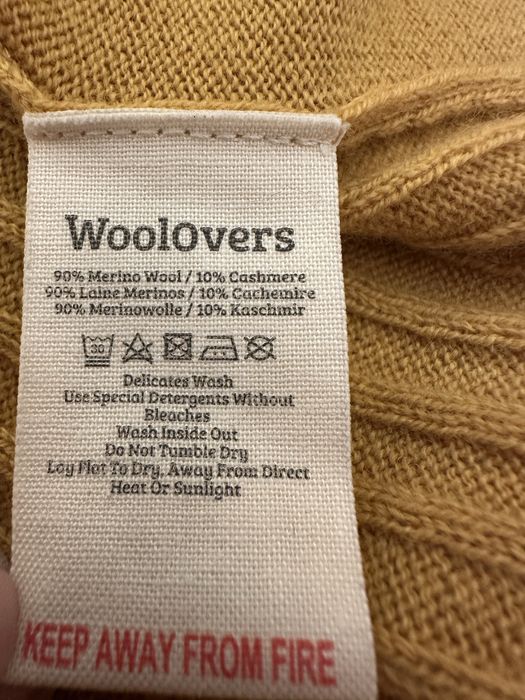 WoolOvers
90% Merino Wool / 10% Cashmere
90% Laine Merinos / 10% Cachemire
90% Merinowolle / 10% Kaschmir
30
Delicates Wash
Use Special Detergents Without
Bleaches
Wash Inside Out
Do Not Tumble Dry
Lay Flat To Dry, Away From Direct
Heat Or Sunlight
KEEP AWAY FROM FIRE